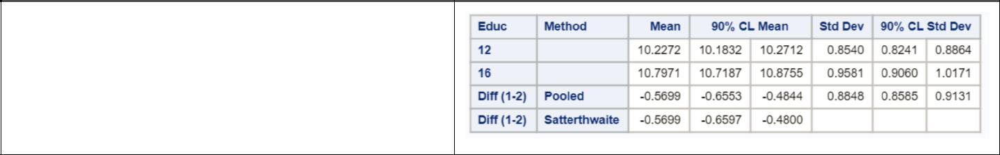 Educ Method Mean 90% CL Mean Std Dev 90% CL Std Dev
12 10.2272 10.1832 10.2712 0.8540 0.8241 0.8864
16 10.7971 10.7187 10.8755 0.9581 0.9060 1.0171
Diff (1-2) Pooled -0.5699 -0.6553 -0.4844 0.8848 0.8585 0.9131
Diff (1-2) Satterthwaite -0.5699 -0.6597 -0.4800